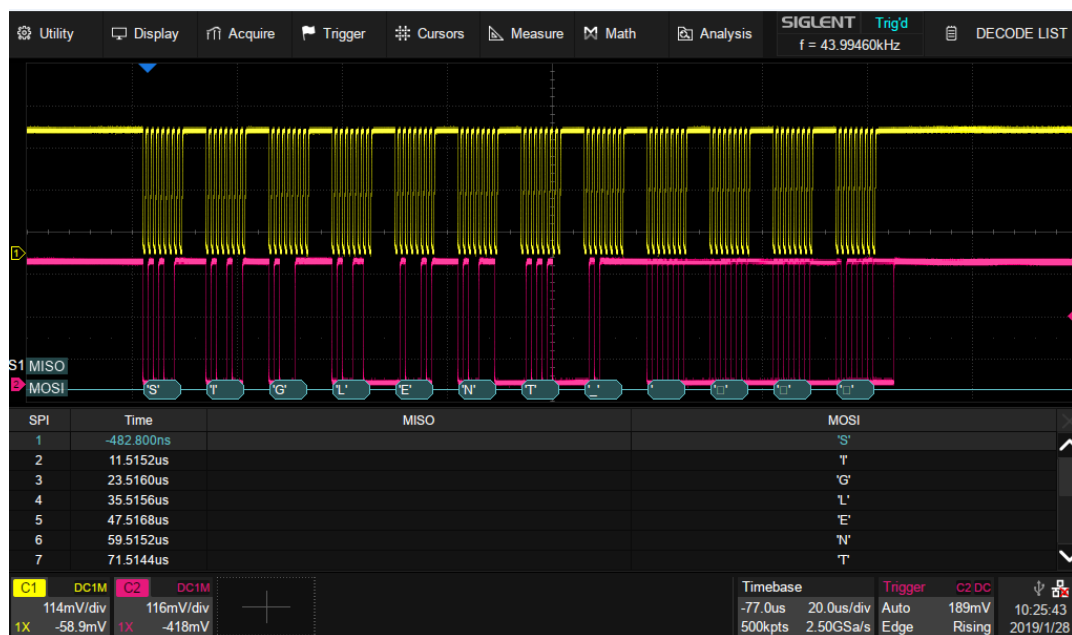 Utility Display Acquire Trigger Cursors Measure Math Analysis SIGLENT Trig'd DECODE LIST
f = 43.99460kHz
1
S1 MISO
2 MOSI 'S' 'I' 'G' 'L' 'E' 'N' 'T' '_' ' '□' '□' '□'
SPI Time MISO MOSI
1 -482.800ns 'S'
2 11.5152us 'I'
3 23.5160us 'G'
4 35.5156us 'L'
5 47.5168us 'E'
6 59.5152us 'N'
7 71.5144us 'T'
C1 DC1M C2 DC1M Timebase Trigger C2 DC
114mV/div 116mV/div -77.0us 20.0us/div Auto 189mV 10:25:43
1X -58.9mV 1X -418mV 500kpts 2.50GSa/s Edge Rising 2019/1/28